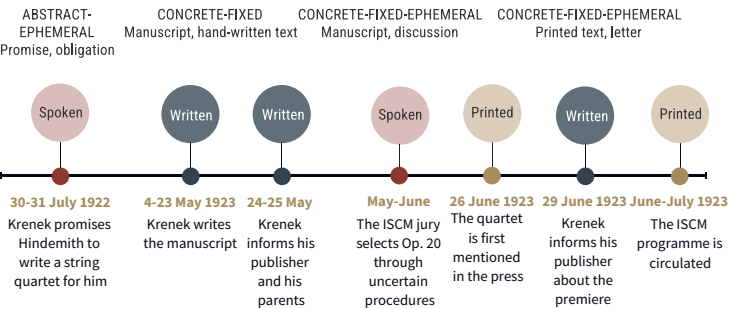 ABSTRACT-
EPHEMERAL
Promise, obligation
CONCRETE-FIXED
Manuscript, hand-written text
CONCRETE-FIXED-EPHEMERAL
Manuscript, discussion
CONCRETE-FIXED-EPHEMERAL
Printed text, letter
Spoken
Written
Written
Spoken
Printed
Written
Printed
30-31 July 1922
Krenek promises
Hindemith to
write a string
quartet for him
4-23 May 1923
Krenek writes
the manuscript
24-25 May
Krenek
informs his
publisher
and his
parents
May-June
The ISCM jury
selects Op. 20
through
uncertain
procedures
26 June 1923
The quartet
is first
mentioned
in the press
29 June 1923
Krenek
informs his
publisher
about the
premiere
June-July 1923
The ISCM
programme is
circulated